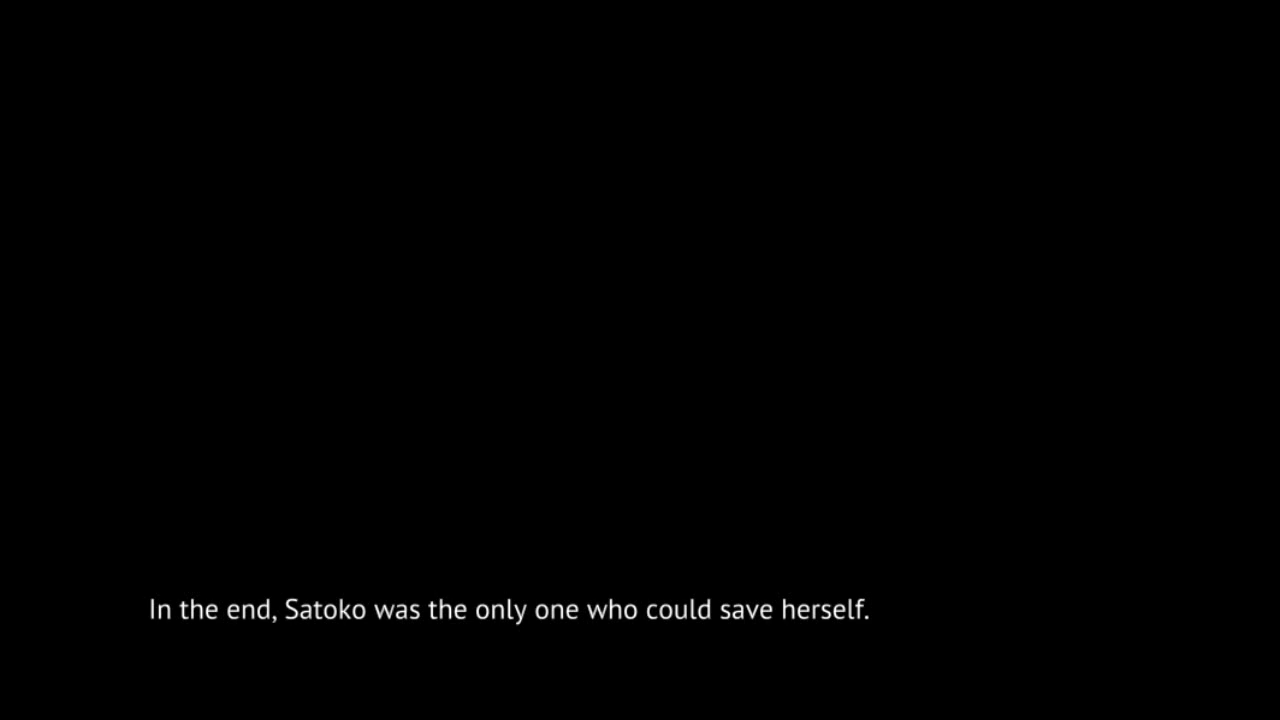 In the end, Satoko was the only one who could save herself.